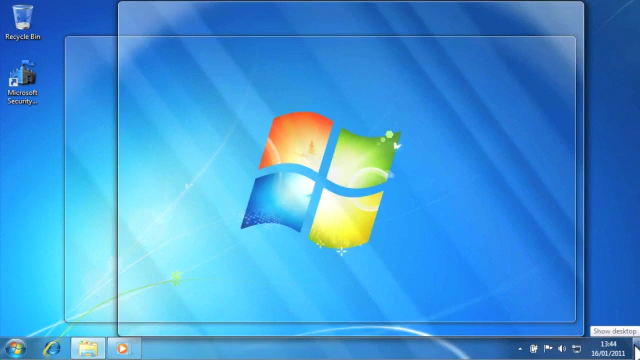 Recycle Bin
Microsoft
Security...
Show desktop
13:44
16/01/2011